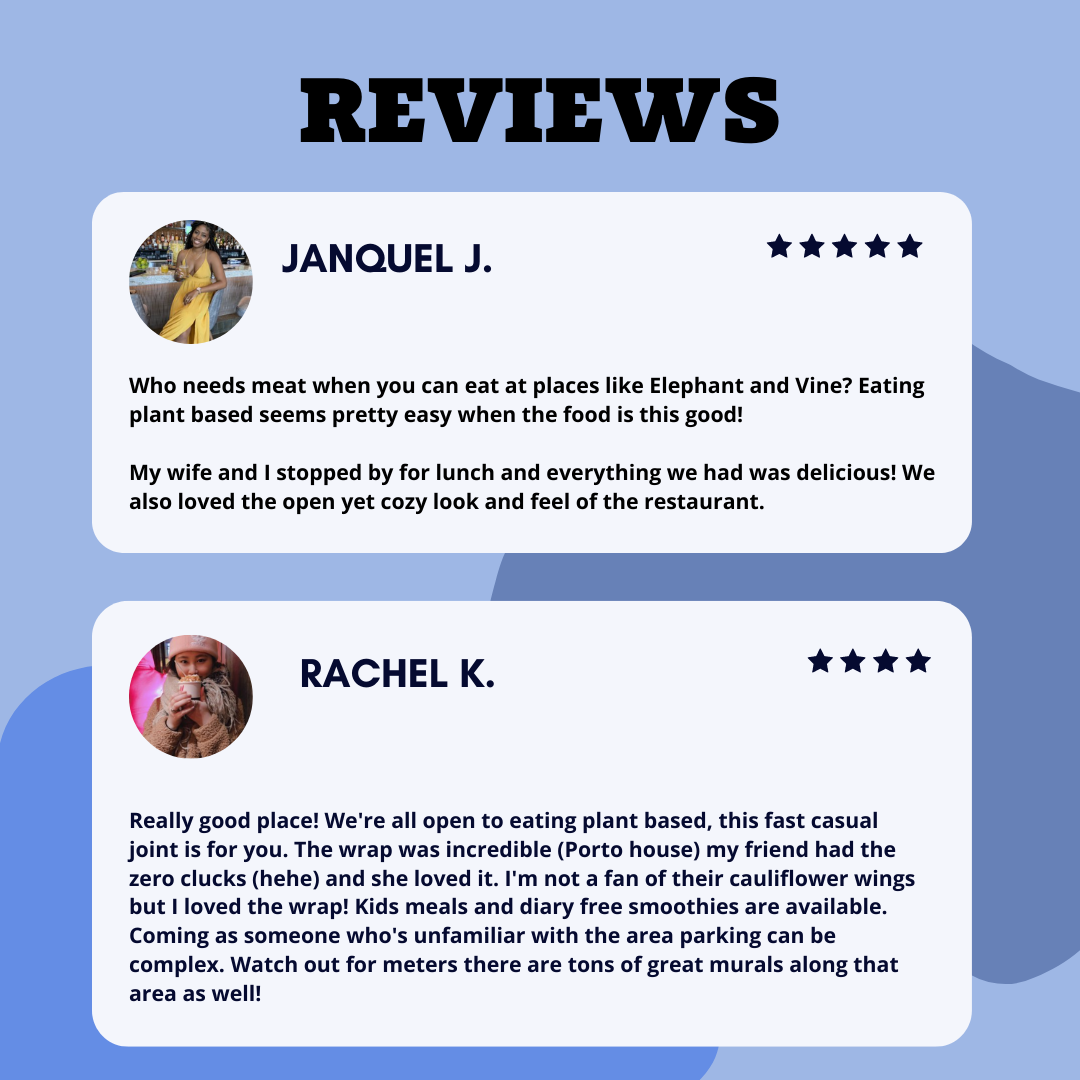 REVIEWS
JANQUEL J.
Who needs meat when you can eat at places like Elephant and Vine? Eating
plant based seems pretty easy when the food is this good!
My wife and I stopped by for lunch and everything we had was delicious! We
also loved the open yet cozy look and feel of the restaurant.
RACHEL K.
Really good place! We're all open to eating plant based, this fast casual
joint is for you. The wrap was incredible (Porto house) my friend had the
zero clucks (hehe) and she loved it. I'm not a fan of their cauliflower wings
but I loved the wrap! Kids meals and diary free smoothies are available.
Coming as someone who's unfamiliar with the area parking can be
complex. Watch out for meters there are tons of great murals along that
area as well!